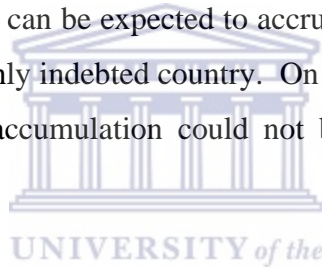 can be expected to accru
nly indebted country. On
accumulation could not b
UNIVERSITY of the